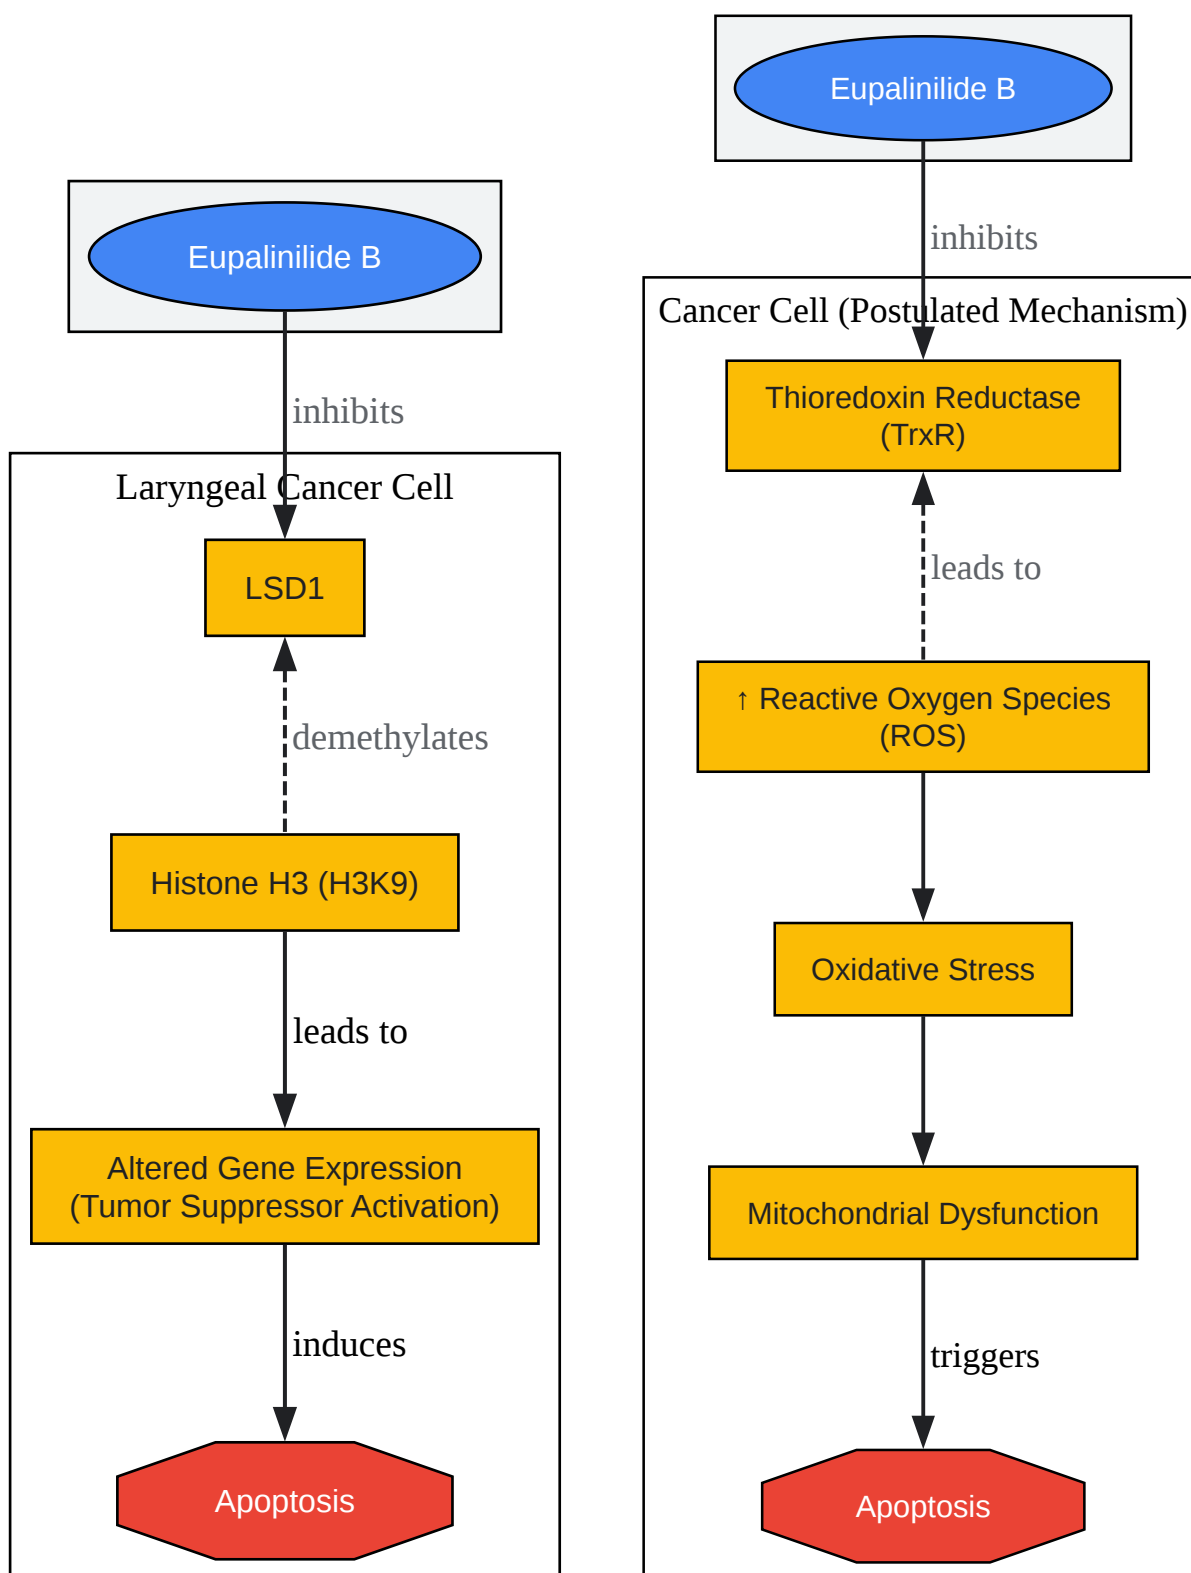 Eupalinilide B
inhibits
Laryngeal Cancer Cell
LSD1
demethylates
Histone H3 (H3K9)
leads to
Altered Gene Expression
(Tumor Suppressor Activation)
induces
Apoptosis
Eupalinilide B
inhibits
Cancer Cell (Postulated Mechanism)
Thioredoxin Reductase
(TrxR)
leads to
↑ Reactive Oxygen Species
(ROS)
Oxidative Stress
Mitochondrial Dysfunction
triggers
Apoptosis